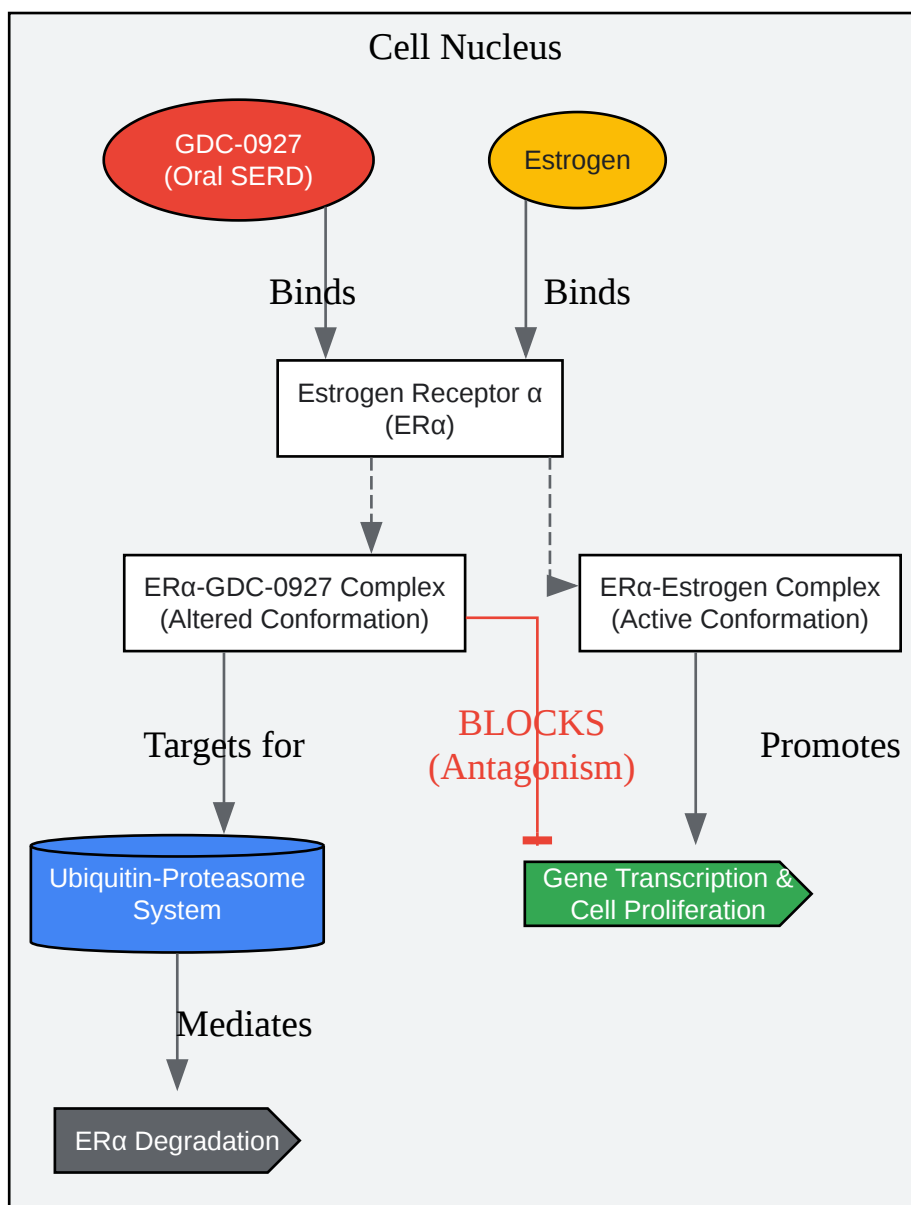 Cell Nucleus
GDC-0927
(Oral SERD)
Estrogen
Binds
Binds
Estrogen Receptor α
(ERα)
ERα-GDC-0927 Complex
(Altered Conformation)
ERα-Estrogen Complex
(Active Conformation)
Targets for
BLOCKS
(Antagonism)
Promotes
Ubiquitin-Proteasome
System
Gene Transcription &
Cell Proliferation
Mediates
ERα Degradation